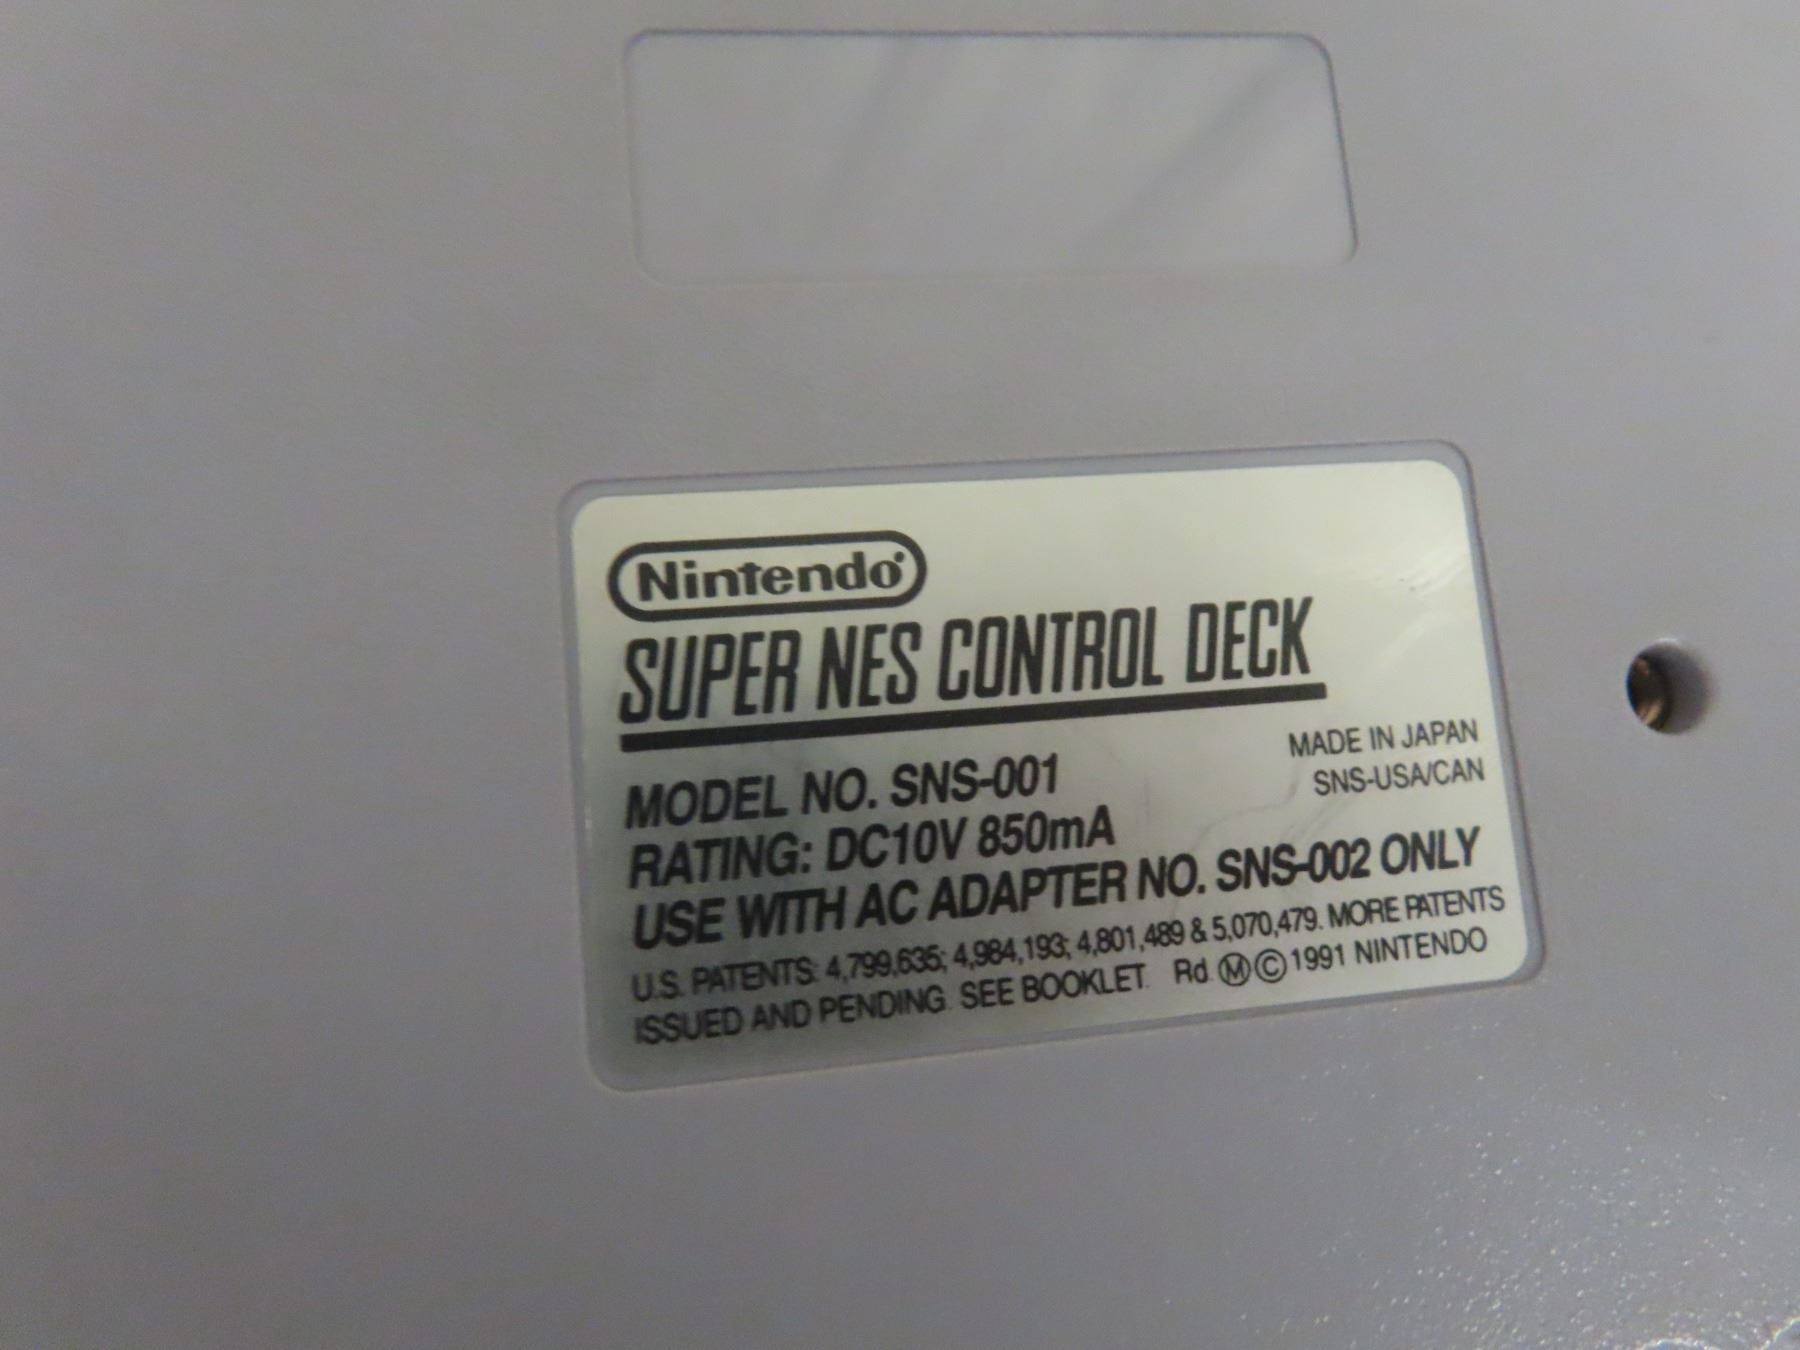 Nintendo®
SUPER NES CONTROL DECK
MADE IN JAPAN
SNS-USA/CAN
MODEL NO. SNS-001
RATING: DC10V 850mA
USE WITH AC ADAPTER NO. SNS-002 ONLY
U.S. PATENTS: 4,799,635; 4,984,193; 4,801,489 & 5,070,479. MORE PATENTS
ISSUED AND PENDING. SEE BOOKLET. Rd. Ⓜ©1991 NINTENDO